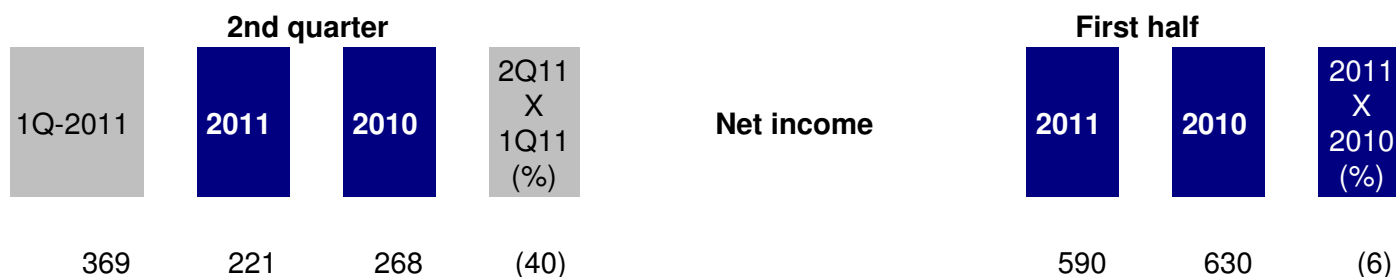 2nd quarter First half
1Q-2011 2011 2010 2Q11 X 1Q11 (%) Net income 2011 2010 2011 X 2010 (%)
369 221 268 (40) 590 630 (6)